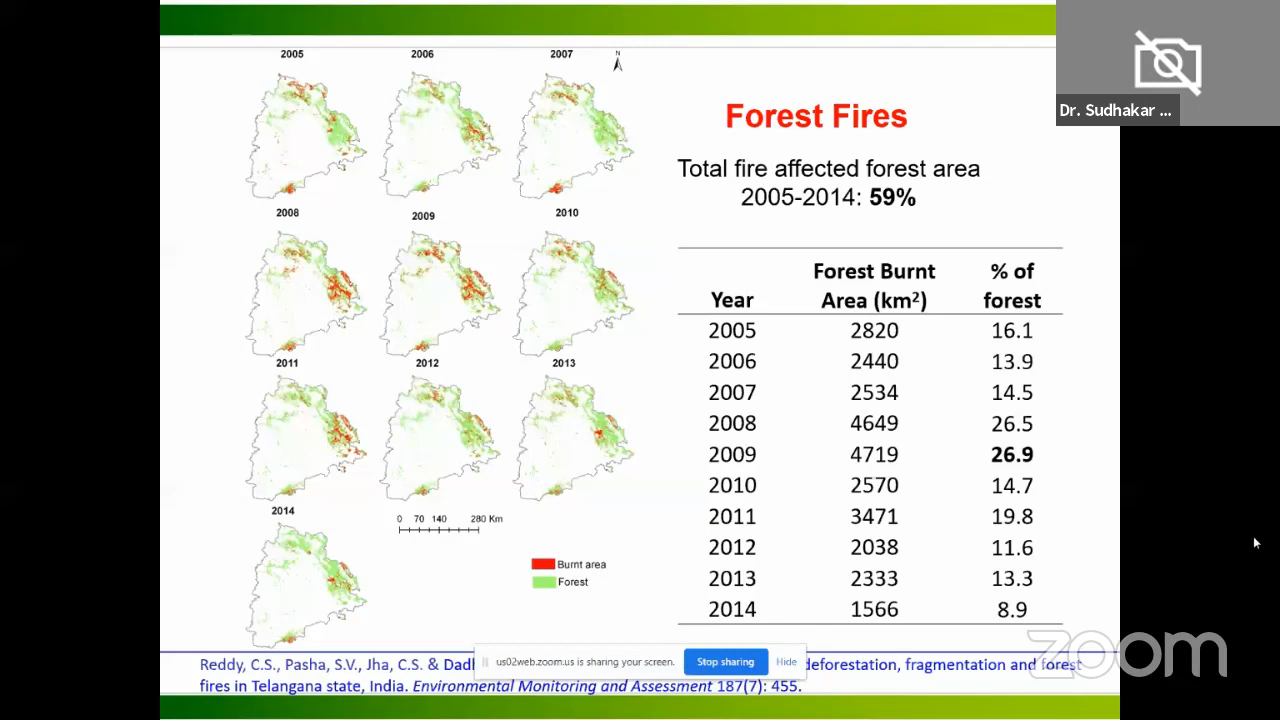 2005
2006
2007
N
2008
2009
2010
2011
2012
2013
2014
0 70 140 280 Km
Burnt area
Forest
Forest Fires
Total fire affected forest area
2005-2014: 59%
Year Forest Burnt Area (km²) % of forest
2005 2820 16.1
2006 2440 13.9
2007 2534 14.5
2008 4649 26.5
2009 4719 26.9
2010 2570 14.7
2011 3471 19.8
2012 2038 11.6
2013 2333 13.3
2014 1566 8.9
Reddy, C.S., Pasha, S.V., Jha, C.S. & deforestation, fragmentation and forest
fires in Telangana state, India. Environmental Monitoring and Assessment 187(7): 455.
us02web.zoom.us is sharing your screen. Stop sharing Hide
Dr. Sudhakar ...
zoom